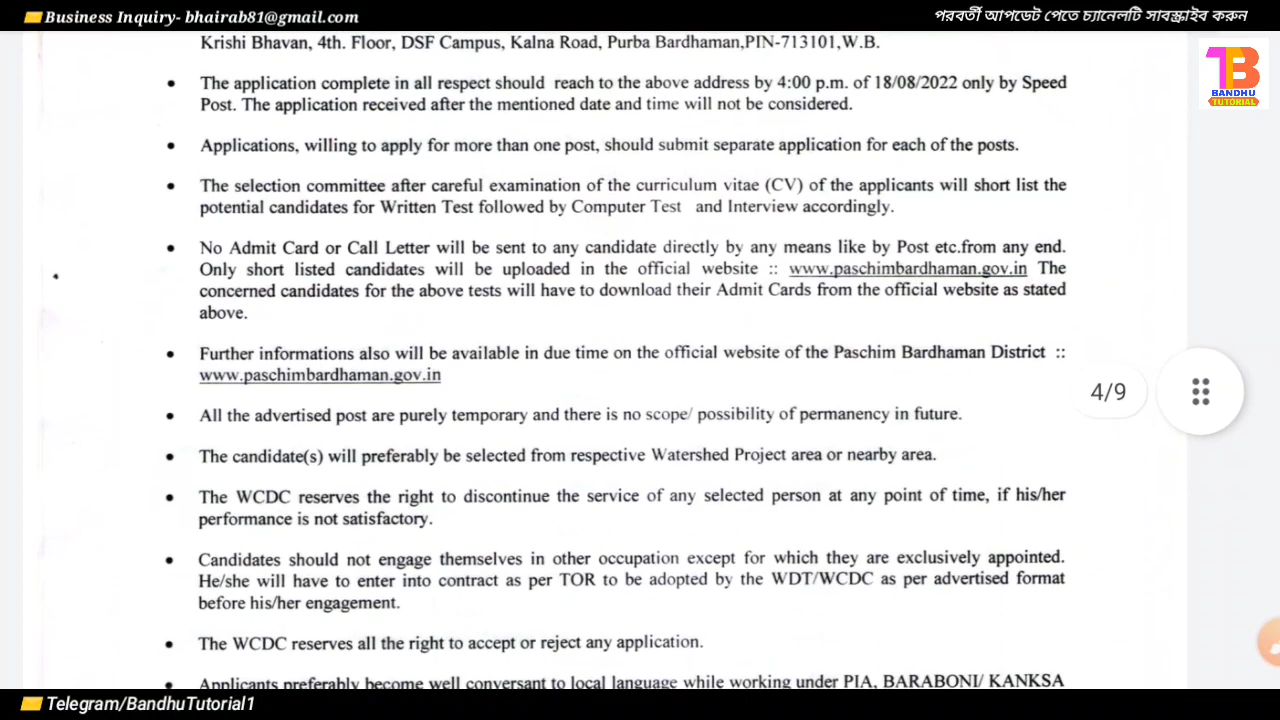 Business Inquiry- bhairab81@gmail.com
পরবর্তী আপডেট পেতে চ্যানেলটি সাবস্ক্রাইব করুন
TB
BANDHU
TUTORIAL
Krishi Bhavan, 4th. Floor, DSF Campus, Kalna Road, Purba Bardhaman,PIN-713101,W.B.
• The application complete in all respect should reach to the above address by 4:00 p.m. of 18/08/2022 only by Speed
Post. The application received after the mentioned date and time will not be considered.
• Applications, willing to apply for more than one post, should submit separate application for each of the posts.
• The selection committee after careful examination of the curriculum vitae (CV) of the applicants will short list the
potential candidates for Written Test followed by Computer Test and Interview accordingly.
• No Admit Card or Call Letter will be sent to any candidate directly by any means like by Post etc.from any end.
Only short listed candidates will be uploaded in the official website :: www.paschimbardhaman.gov.in The
concerned candidates for the above tests will have to download their Admit Cards from the official website as stated
above.
• Further informations also will be available in due time on the official website of the Paschim Bardhaman District ::
www.paschimbardhaman.gov.in
• All the advertised post are purely temporary and there is no scope/ possibility of permanency in future.
• The candidate(s) will preferably be selected from respective Watershed Project area or nearby area.
• The WCDC reserves the right to discontinue the service of any selected person at any point of time, if his/her
performance is not satisfactory.
• Candidates should not engage themselves in other occupation except for which they are exclusively appointed.
He/she will have to enter into contract as per TOR to be adopted by the WDT/WCDC as per advertised format
before his/her engagement.
• The WCDC reserves all the right to accept or reject any application.
• Applicants preferably become well conversant to local language while working under PIA, BARABONI/ KANKSA
4/9
Telegram/BandhuTutorial1